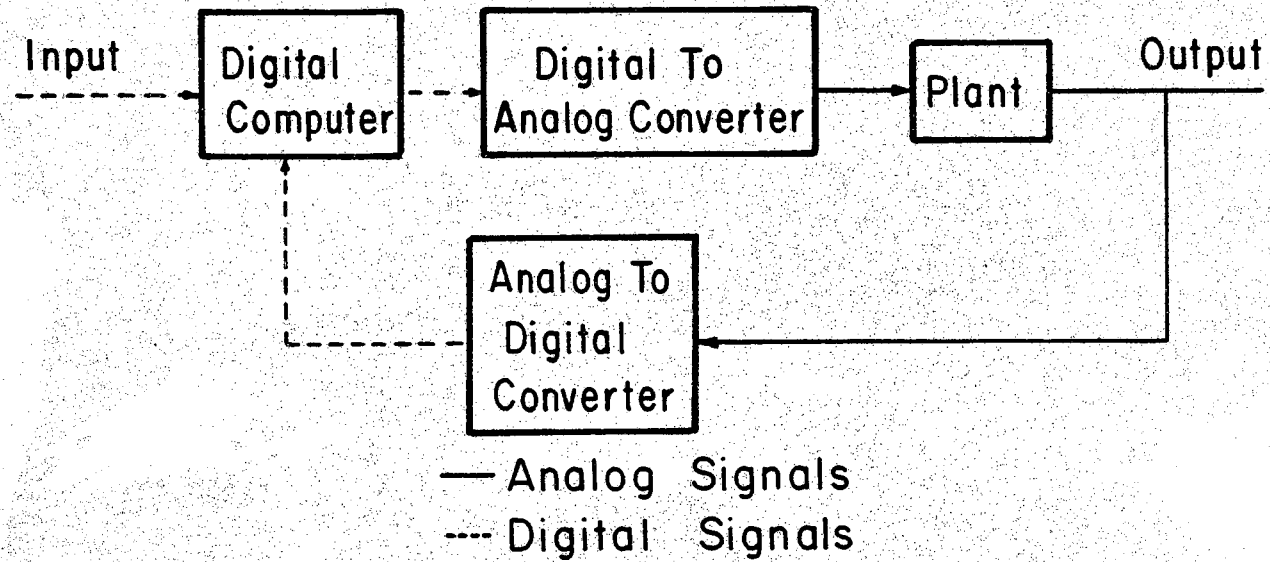 Input
Digital
Computer
Digital To
Analog Converter
Plant
Output
Analog To
Digital
Converter
Analog Signals
Digital Signals